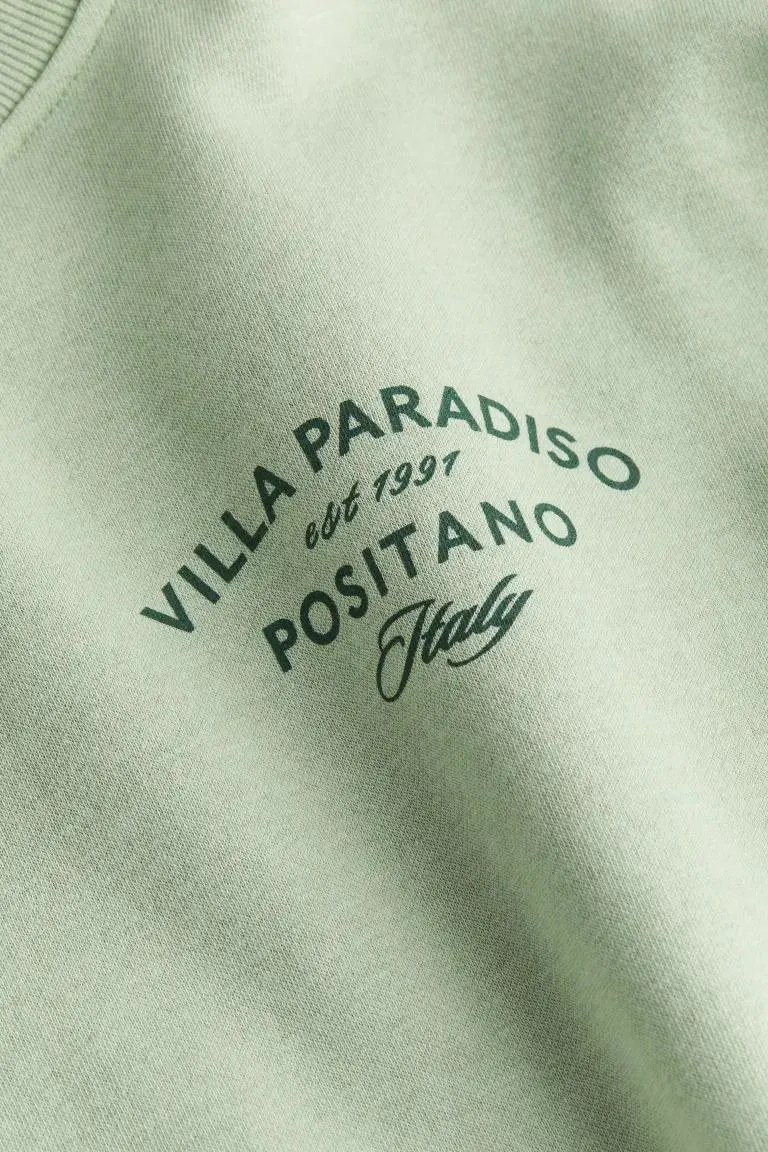 VILLA PARADISO
est 1991
POSITANO
Italy